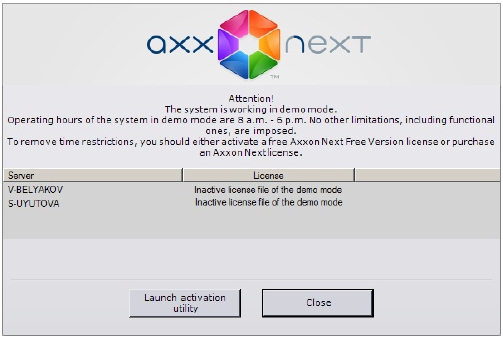 axx next
TM
Attention!
The system is working in demo mode.
Operating hours of the system in demo mode are 8 a.m. - 6 p.m. No other limitations, including functional
ones, are imposed.
To remove time restrictions, you should either activate a free Axxon Next Free Version license or purchase
an Axxon Nextlicense.
Server License
V-BELYAKOV Inactive license file of the demo mode
S-UYUTOVA Inactive license file of the demo mode
Launch activation
utility
Close